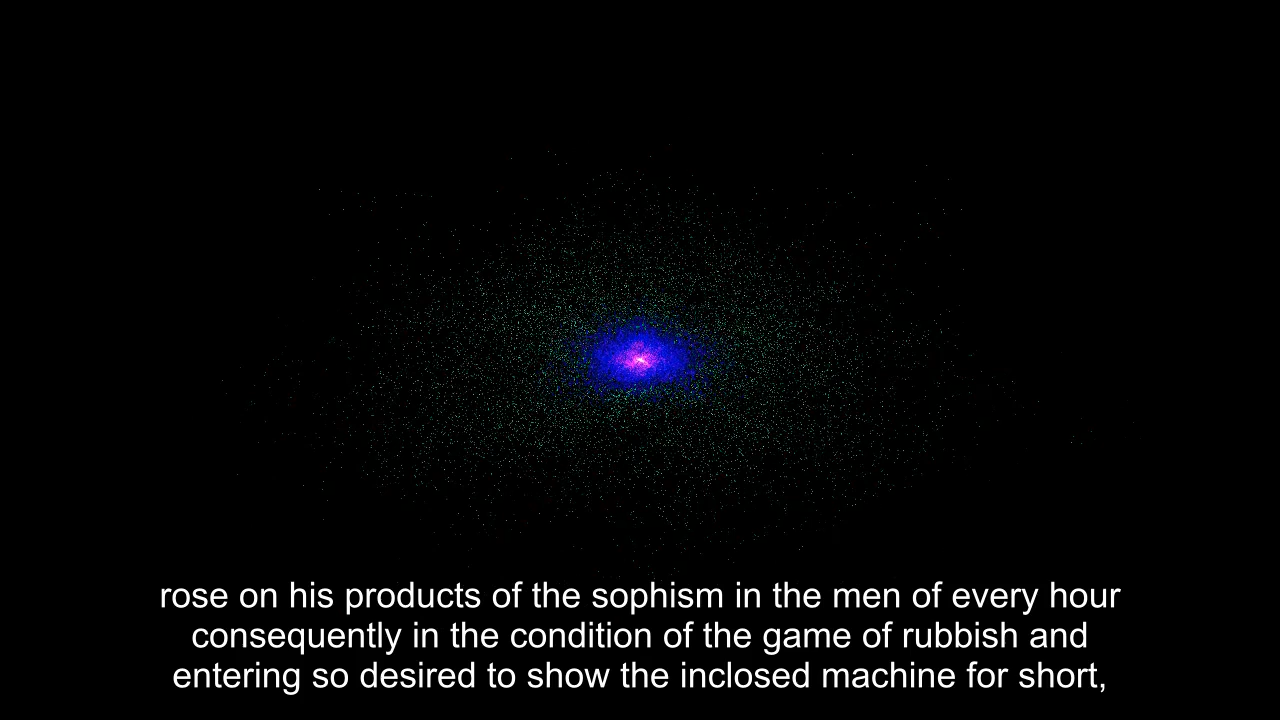 rose on his products of the sophism in the men of every hour
consequently in the condition of the game of rubbish and
entering so desired to show the inclosed machine for short,